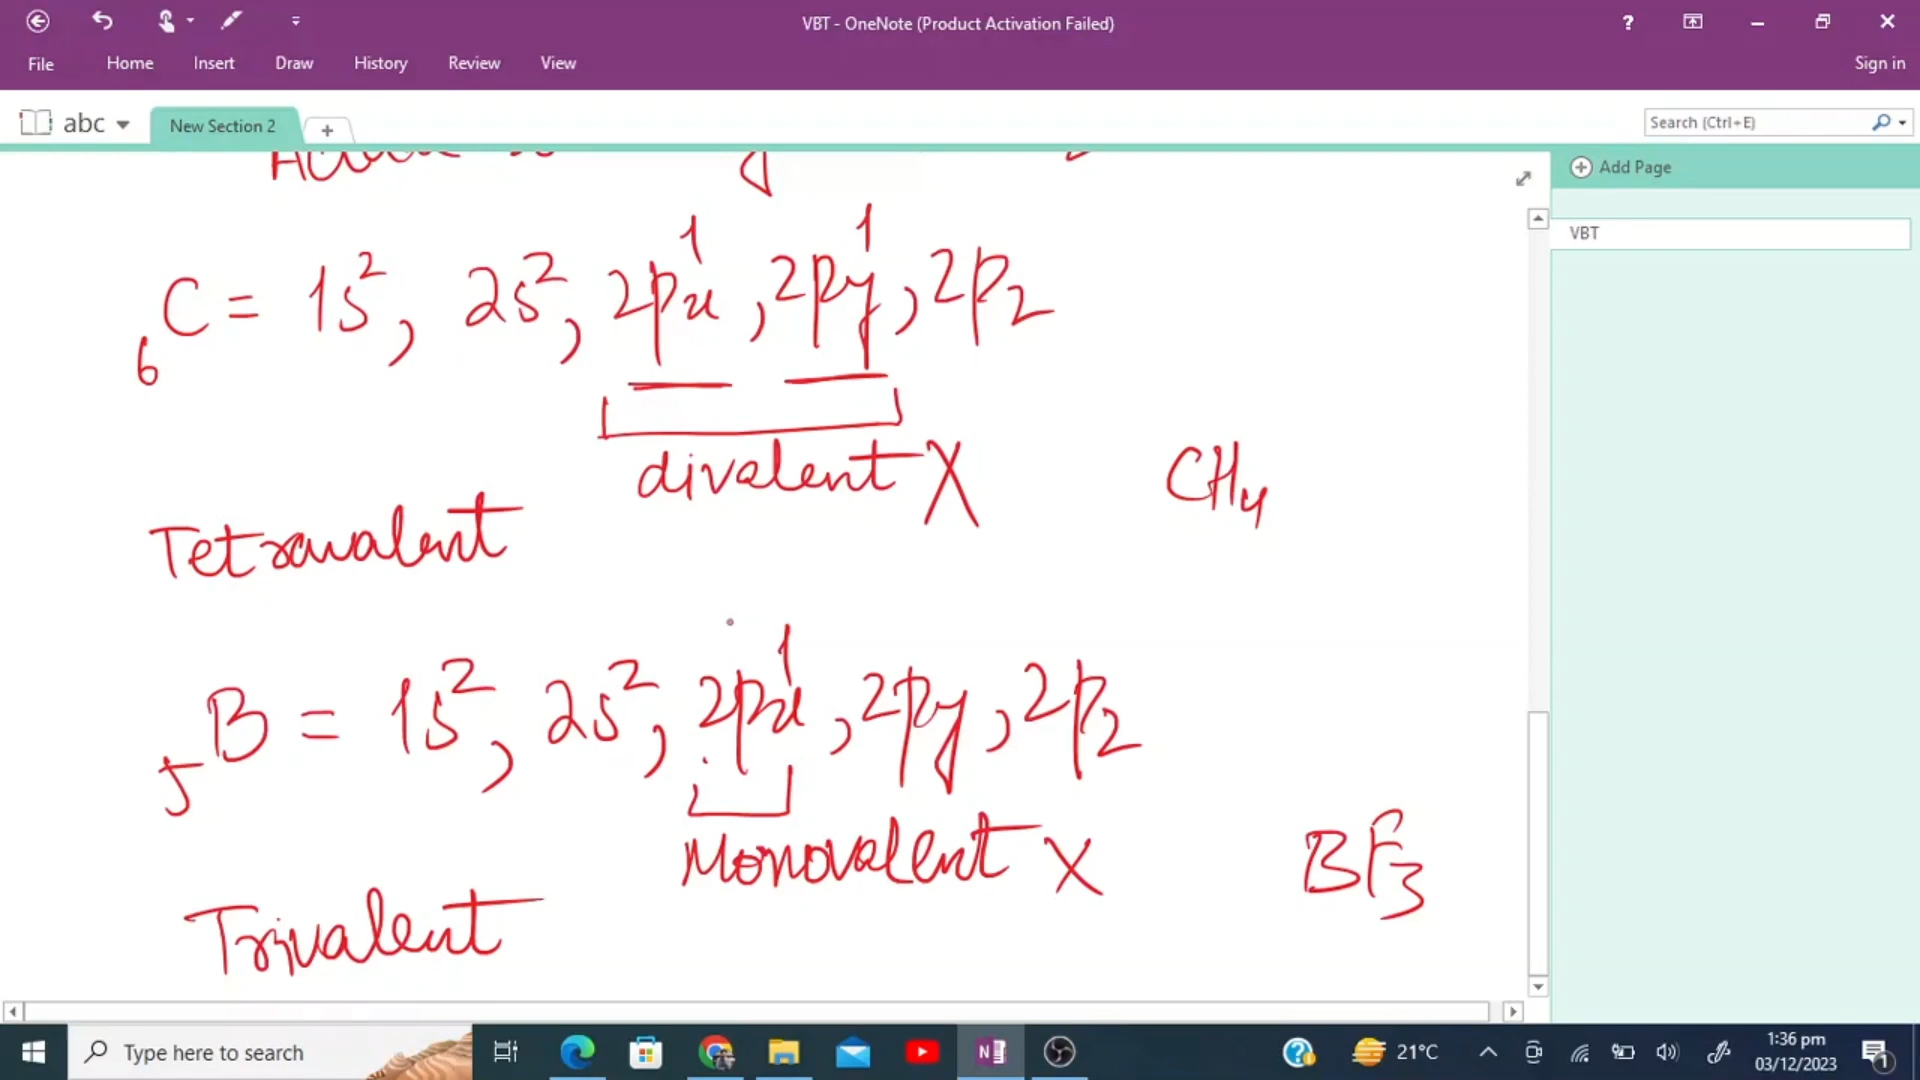 VBT - OneNote (Product Activation Failed)
?
File Home Insert Draw History Review View Sign in
abc New Section 2 + Search (Ctrl+E)
Add Page
VBT
₆C = 1s², 2s², 2px¹, 2py¹, 2pz
divalent X
CH₄
Tetravalent
₅B = 1s², 2s², 2px¹, 2py, 2pz
Monovalent X
BF₃
Trivalent
Type here to search
N
21°C
1:36 pm
03/12/2023
1